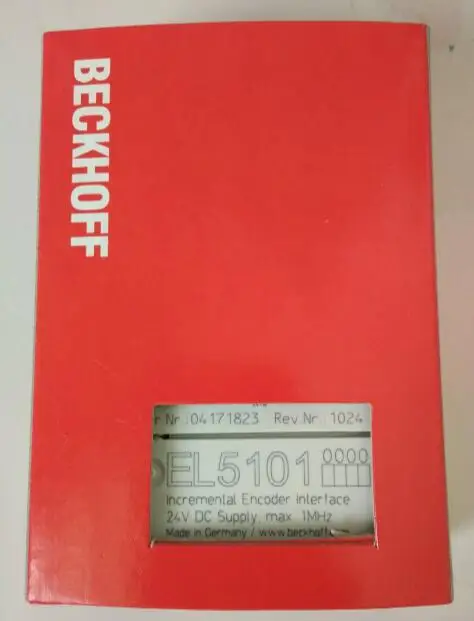 BECKHOFF
r Nr.:04171823 Rev.Nr.:1024
EL5101
Incremental Encoder Interface
24V DC Supply, max. 1MHz
Made in Germany / www.beckhoff.